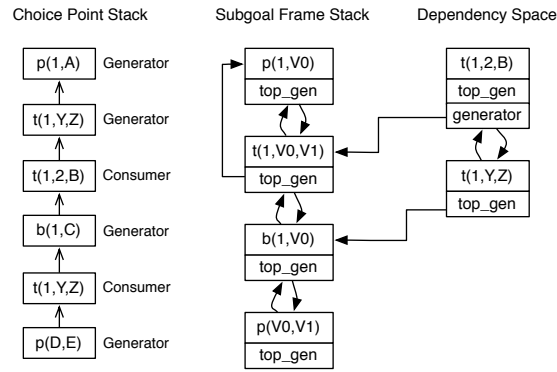 Choice Point Stack
Subgoal Frame Stack
Dependency Space
p(1,A)
Generator
t(1,Y,Z)
Generator
t(1,2,B)
Consumer
b(1,C)
Generator
t(1,Y,Z)
Consumer
p(D,E)
Generator
p(1,V0)
top_gen
t(1,V0,V1)
top_gen
b(1,V0)
top_gen
p(V0,V1)
top_gen
t(1,2,B)
top_gen
generator
t(1,Y,Z)
top_gen